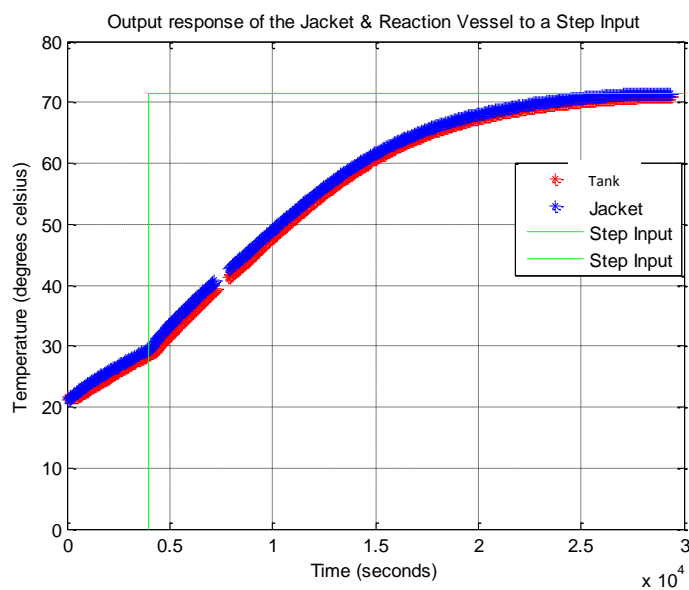 Output response of the Jacket & Reaction Vessel to a Step Input
Temperature (degrees celsius)
80
70
60
50
40
30
20
10
0
Tank
Jacket
Step Input
Step Input
0 0.5 1 1.5 2 2.5 3
x 10^4
Time (seconds)